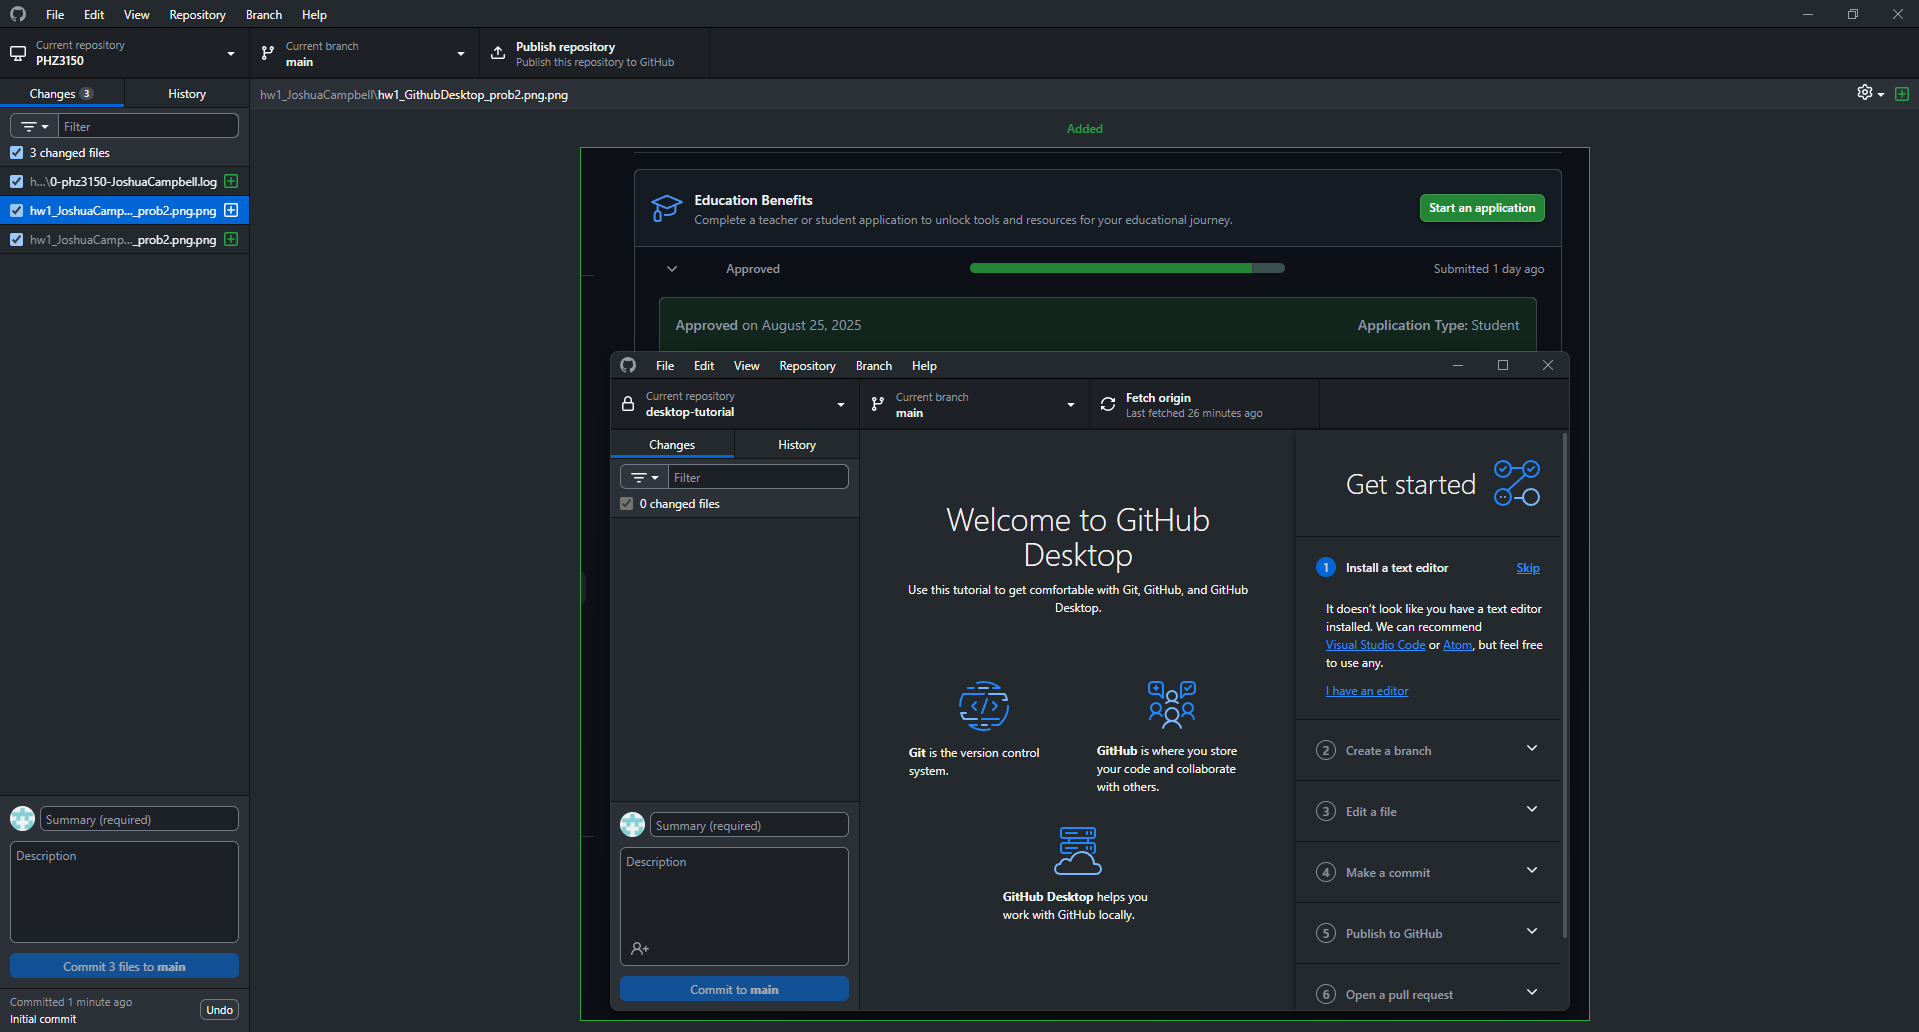 File Edit View Repository Branch Help
Current repository
PHZ3150
Current branch
main
Publish repository
Publish this repository to GitHub
Changes 3
History
hw1_JoshuaCampbell\hw1_GithubDesktop_prob2.png.png
Filter
3 changed files
h...\0-phz3150-JoshuaCampbell.log
hw1_JoshuaCamp..._prob2.png.png
hw1_JoshuaCamp..._prob2.png.png
Summary (required)
Description
Commit 3 files to main
Committed 1 minute ago
Initial commit
Undo
Added
Education Benefits
Complete a teacher or student application to unlock tools and resources for your educational journey.
Start an application
Approved
Submitted 1 day ago
Approved on August 25, 2025
Application Type: Student
File Edit View Repository Branch Help
Current repository
desktop-tutorial
Current branch
main
Fetch origin
Last fetched 26 minutes ago
Changes
History
Filter
0 changed files
Summary (required)
Description
Commit to main
Welcome to GitHub
Desktop
Use this tutorial to get comfortable with Git, GitHub, and GitHub
Desktop.
Git is the version control
system.
GitHub is where you store
your code and collaborate
with others.
GitHub Desktop helps you
work with GitHub locally.
Get started
1 Install a text editor
Skip
It doesn't look like you have a text editor
installed. We can recommend
Visual Studio Code or Atom, but feel free
to use any.
I have an editor
2 Create a branch
3 Edit a file
4 Make a commit
5 Publish to GitHub
6 Open a pull request